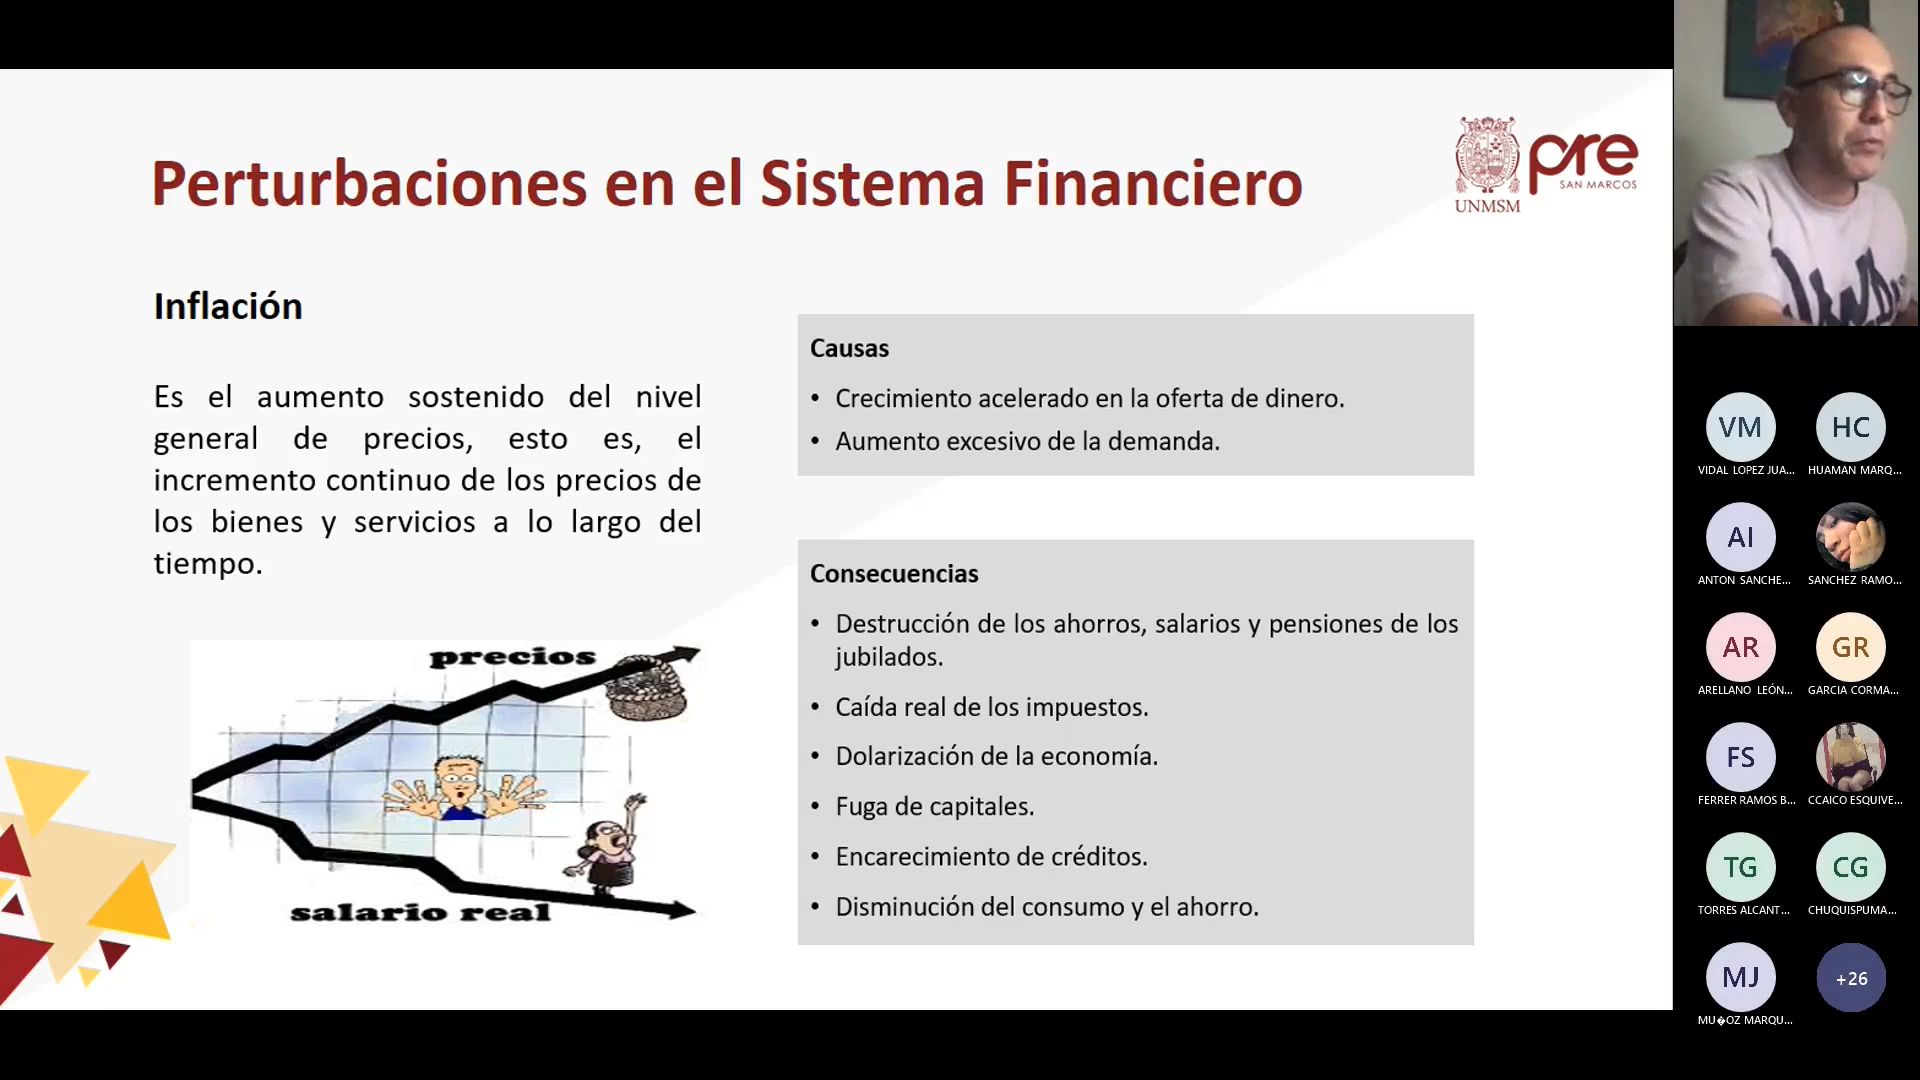 Perturbaciones en el Sistema Financiero
UNMSM
pre
SAN MARCOS
Inflación
Es el aumento sostenido del nivel
general de precios, esto es, el
incremento continuo de los precios de
los bienes y servicios a lo largo del
tiempo.
precios
salario real
Causas
• Crecimiento acelerado en la oferta de dinero.
• Aumento excesivo de la demanda.
Consecuencias
• Destrucción de los ahorros, salarios y pensiones de los
jubilados.
• Caída real de los impuestos.
• Dolarización de la economía.
• Fuga de capitales.
• Encarecimiento de créditos.
• Disminución del consumo y el ahorro.
VM
HC
VIDAL LOPEZ JUA...
HUAMAN MARQ...
AI
ANTON SANCHE...
SANCHEZ RAMO...
AR
GR
ARELLANO LEÓN...
GARCIA CORMA...
FS
FERRER RAMOS B...
CCAICO ESQUIVE...
TG
CG
TORRES ALCANT...
CHUQUISPUMA...
MJ
+26
MU�OZ MARQU...